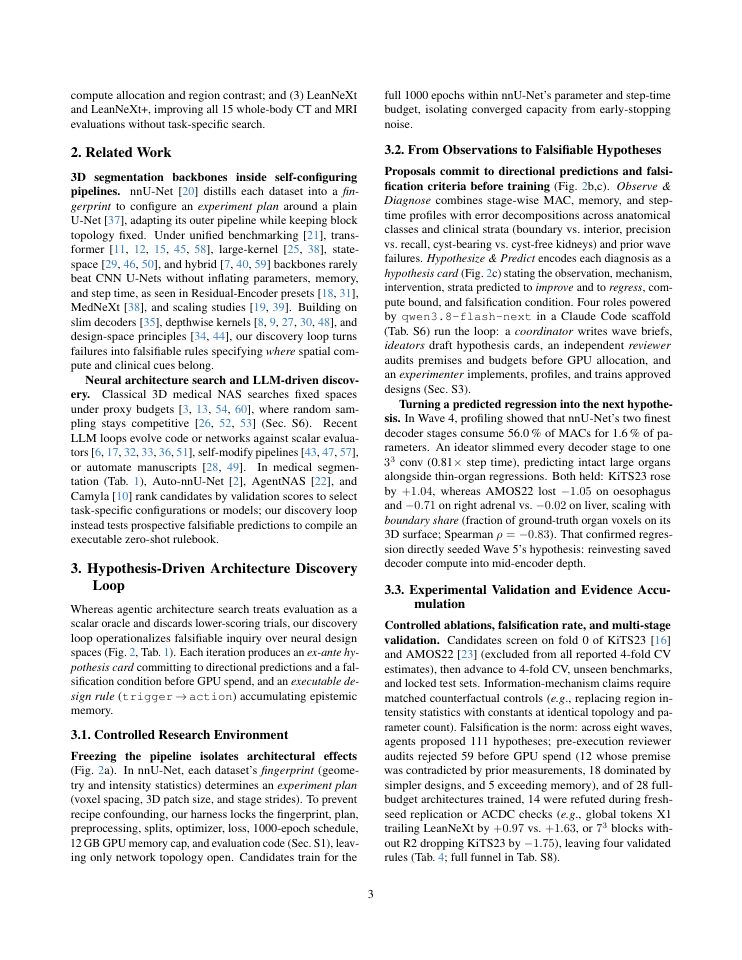 compute allocation and region contrast; and (3) LeanNeXt
and LeanNeXt+, improving all 15 whole-body CT and MRI
evaluations without task-specific search.
2. Related Work
3D segmentation backbones inside self-configuring
pipelines. nnU-Net [20] distills each dataset into a fin-
gerprint to configure an experiment plan around a plain
U-Net [37], adapting its outer pipeline while keeping block
topology fixed. Under unified benchmarking [21], trans-
former [11, 12, 15, 45, 58], large-kernel [25, 38], state-
space [29, 46, 50], and hybrid [7, 40, 59] backbones rarely
beat CNN U-Nets without inflating parameters, memory,
and step time, as seen in Residual-Encoder presets [18, 31],
MedNeXt [38], and scaling studies [19, 39]. Building on
slim decoders [35], depthwise kernels [8, 9, 27, 30, 48], and
design-space principles [34, 44], our discovery loop turns
failures into falsifiable rules specifying where spatial com-
pute and clinical cues belong.
Neural architecture search and LLM-driven discov-
ery. Classical 3D medical NAS searches fixed spaces
under proxy budgets [3, 13, 54, 60], where random sam-
pling stays competitive [26, 52, 53] (Sec. S6). Recent
LLM loops evolve code or networks against scalar evalua-
tors [6, 17, 32, 33, 36, 51], self-modify pipelines [43, 47, 57],
or automate manuscripts [28, 49]. In medical segmen-
tation (Tab. 1), Auto-nnU-Net [2], AgentNAS [22], and
Camyla [10] rank candidates by validation scores to select
task-specific configurations or models; our discovery loop
instead tests prospective falsifiable predictions to compile an
executable zero-shot rulebook.
3. Hypothesis-Driven Architecture Discovery
Loop
Whereas agentic architecture search treats evaluation as a
scalar oracle and discards lower-scoring trials, our discovery
loop operationalizes falsifiable inquiry over neural design
spaces (Fig. 2, Tab. 1). Each iteration produces an ex-ante hy-
pothesis card committing to directional predictions and a fal-
sification condition before GPU spend, and an executable de-
sign rule (trigger→action) accumulating epistemic
memory.
3.1. Controlled Research Environment
Freezing the pipeline isolates architectural effects
(Fig. 2a). In nnU-Net, each dataset's fingerprint (geome-
try and intensity statistics) determines an experiment plan
(voxel spacing, 3D patch size, and stage strides). To prevent
recipe confounding, our harness locks the fingerprint, plan,
preprocessing, splits, optimizer, loss, 1000-epoch schedule,
12 GB GPU memory cap, and evaluation code (Sec. S1), leav-
ing only network topology open. Candidates train for the
full 1000 epochs within nnU-Net's parameter and step-time
budget, isolating converged capacity from early-stopping
noise.
3.2. From Observations to Falsifiable Hypotheses
Proposals commit to directional predictions and falsi-
fication criteria before training (Fig. 2b,c). Observe &
Diagnose combines stage-wise MAC, memory, and step-
time profiles with error decompositions across anatomical
classes and clinical strata (boundary vs. interior, precision
vs. recall, cyst-bearing vs. cyst-free kidneys) and prior wave
failures. Hypothesize & Predict encodes each diagnosis as a
hypothesis card (Fig. 2c) stating the observation, mechanism,
intervention, strata predicted to improve and to regress, com-
pute bound, and falsification condition. Four roles powered
by qwen3.8-flash-next in a Claude Code scaffold
(Tab. S6) run the loop: a coordinator writes wave briefs,
ideators draft hypothesis cards, an independent reviewer
audits premises and budgets before GPU allocation, and
an experimenter implements, profiles, and trains approved
designs (Sec. S3).
Turning a predicted regression into the next hypothe-
sis. In Wave 4, profiling showed that nnU-Net's two finest
decoder stages consume 56.0 % of MACs for 1.6 % of pa-
rameters. An ideator slimmed every decoder stage to one
3³ conv (0.81× step time), predicting intact large organs
alongside thin-organ regressions. Both held: KiTS23 rose
by +1.04, whereas AMOS22 lost −1.05 on oesophagus
and −0.71 on right adrenal vs. −0.02 on liver, scaling with
boundary share (fraction of ground-truth organ voxels on its
3D surface; Spearman ρ = −0.83). That confirmed regres-
sion directly seeded Wave 5's hypothesis: reinvesting saved
decoder compute into mid-encoder depth.
3.3. Experimental Validation and Evidence Accu-
mulation
Controlled ablations, falsification rate, and multi-stage
validation. Candidates screen on fold 0 of KiTS23 [16]
and AMOS22 [23] (excluded from all reported 4-fold CV
estimates), then advance to 4-fold CV, unseen benchmarks,
and locked test sets. Information-mechanism claims require
matched counterfactual controls (e.g., replacing region in-
tensity statistics with constants at identical topology and pa-
rameter count). Falsification is the norm: across eight waves,
agents proposed 111 hypotheses; pre-execution reviewer
audits rejected 59 before GPU spend (12 whose premise
was contradicted by prior measurements, 18 dominated by
simpler designs, and 5 exceeding memory), and of 28 full-
budget architectures trained, 14 were refuted during fresh-
seed replication or ACDC checks (e.g., global tokens X1
trailing LeanNeXt by +0.97 vs. +1.63, or 7³ blocks with-
out R2 dropping KiTS23 by −1.75), leaving four validated
rules (Tab. 4; full funnel in Tab. S8).
3